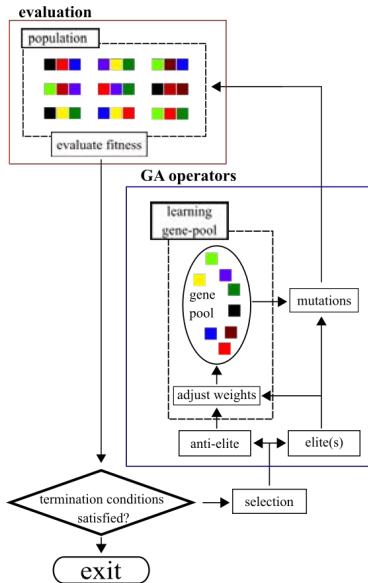 evaluation
population
evaluate fitness
GA operators
learning
gene-pool
gene
pool
mutations
adjust weights
anti-elite
elite(s)
termination conditions
satisfied?
selection
exit